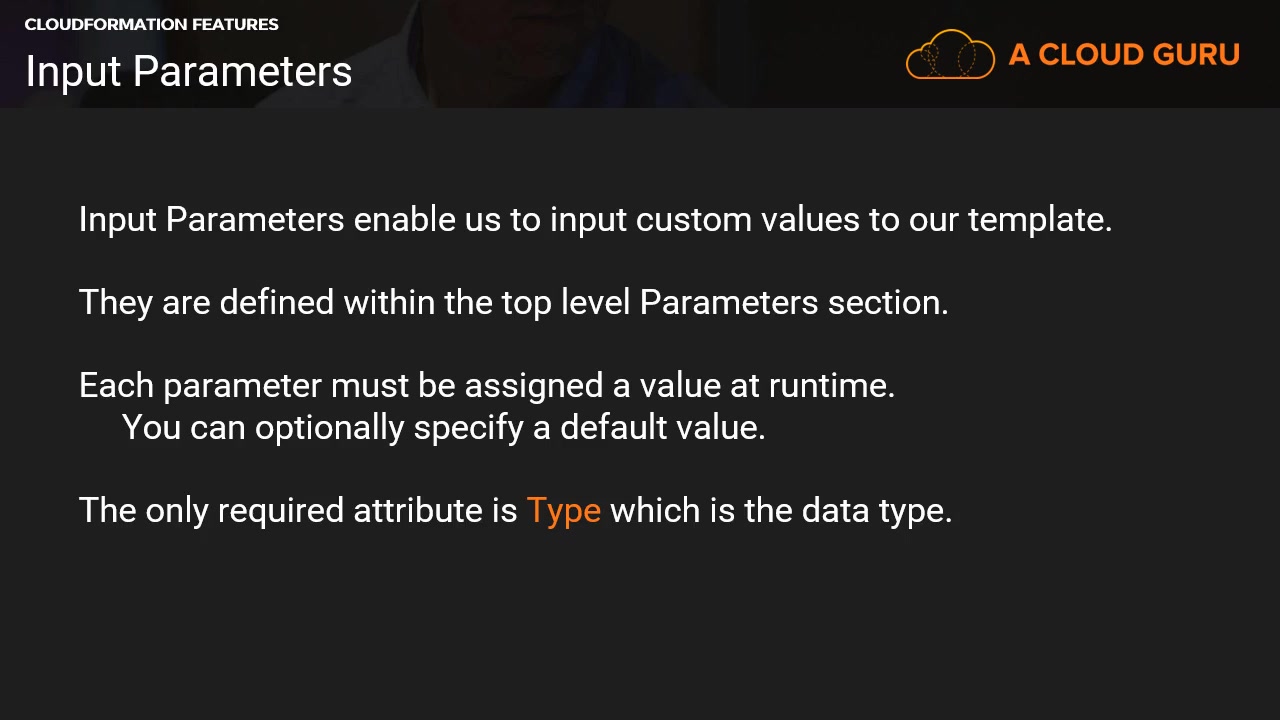 CLOUDFORMATION FEATURES
Input Parameters
A CLOUD GURU
Input Parameters enable us to input custom values to our template.
They are defined within the top level Parameters section.
Each parameter must be assigned a value at runtime.
You can optionally specify a default value.
The only required attribute is Type which is the data type.